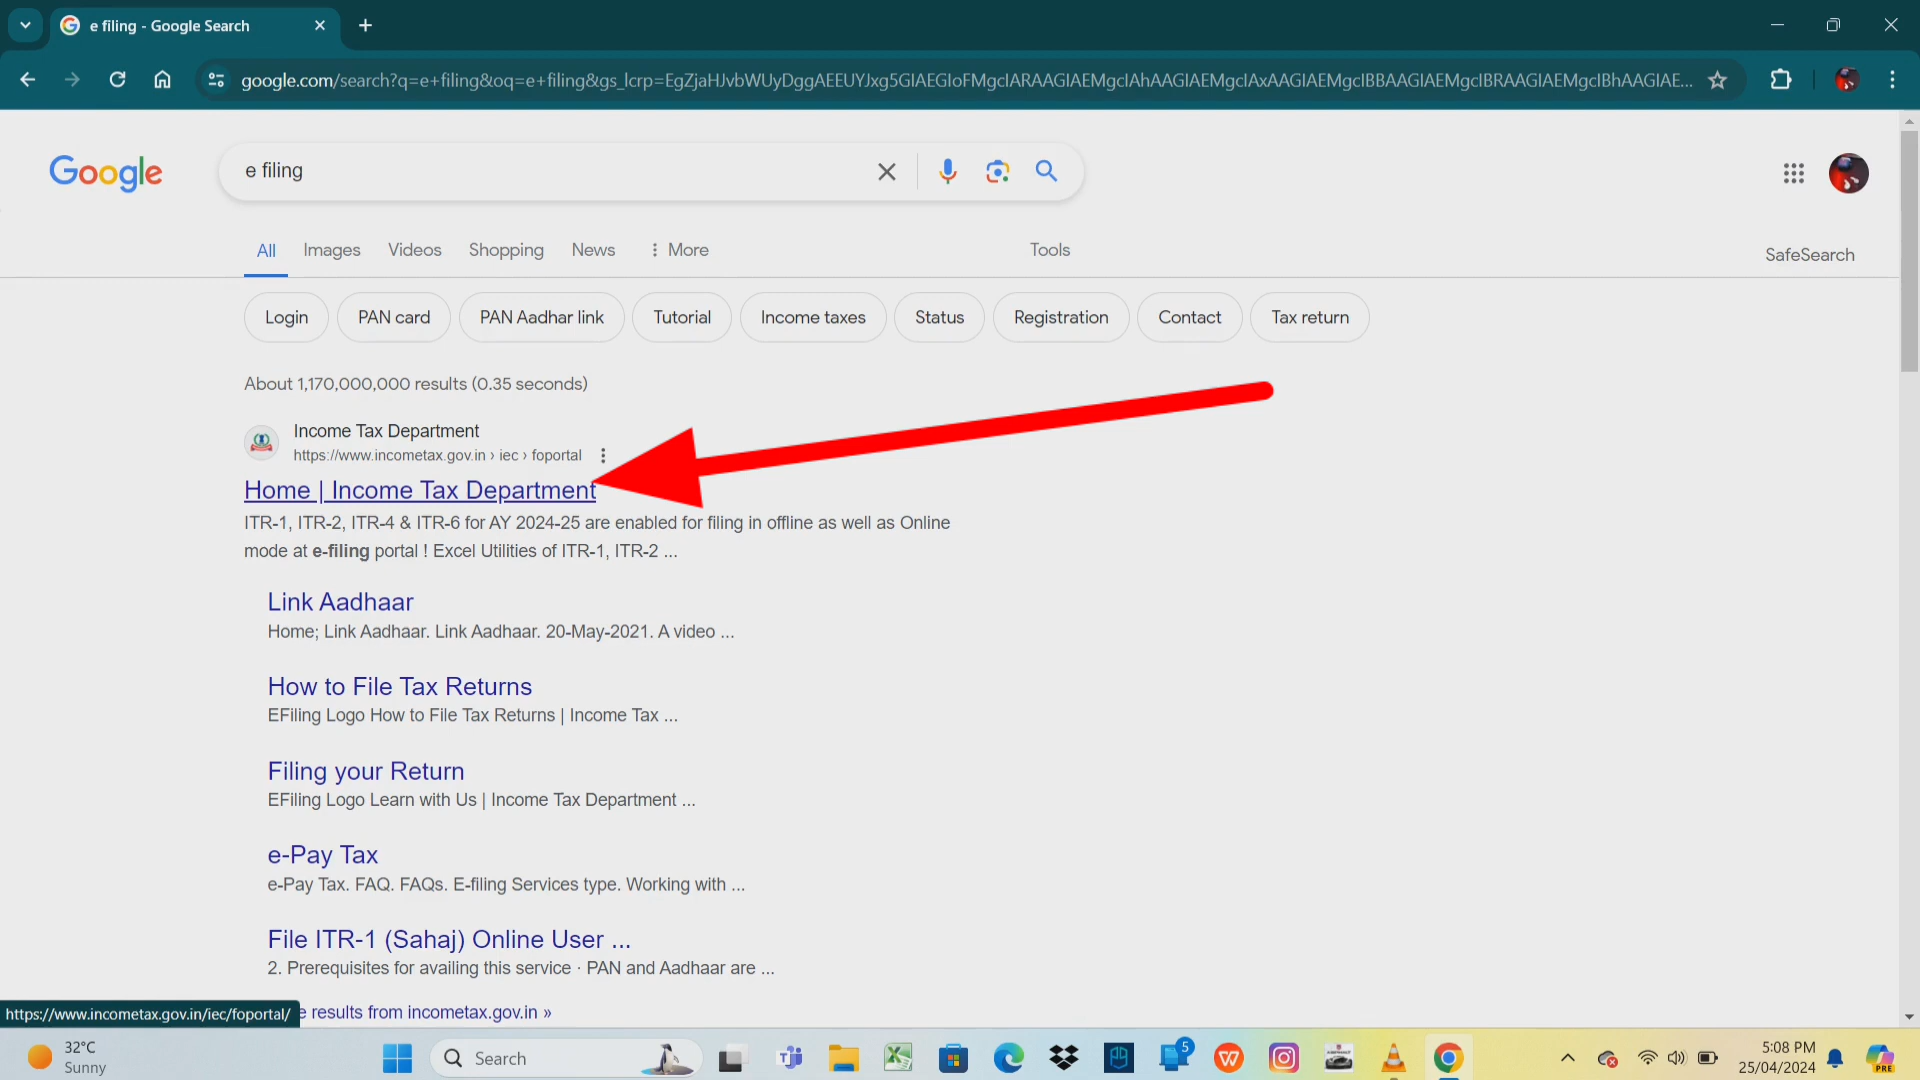 e filing - Google Search
google.com/search?q=e+filing&oq=e+filing&gs_lcrp=EgZjaHJvbWUyDggAEEUYJxg5GIAEGIoFMgcIARAAGIAEMgcIAhAAGIAEMgcIAxAAGIAEMgcIBBAAGIAEMgcIBRAAGIAEMgcIBhAAGIAE...
Google
e filing
All Images Videos Shopping News More Tools
SafeSearch
Login PAN card PAN Aadhar link Tutorial Income taxes Status Registration Contact Tax return
About 1,170,000,000 results (0.35 seconds)
Income Tax Department
https://www.incometax.gov.in › iec › foportal
Home | Income Tax Department
ITR-1, ITR-2, ITR-4 & ITR-6 for AY 2024-25 are enabled for filing in offline as well as Online
mode at e-filing portal ! Excel Utilities of ITR-1, ITR-2 ...
Link Aadhaar
Home; Link Aadhaar. Link Aadhaar. 20-May-2021. A video ...
How to File Tax Returns
EFiling Logo How to File Tax Returns | Income Tax ...
Filing your Return
EFiling Logo Learn with Us | Income Tax Department ...
e-Pay Tax
e-Pay Tax. FAQ. FAQs. E-filing Services type. Working with ...
File ITR-1 (Sahaj) Online User ...
2. Prerequisites for availing this service · PAN and Aadhaar are ...
https://www.incometax.gov.in/iec/foportal/
e results from incometax.gov.in »
32°C
Sunny
Search
5
5:08 PM
25/04/2024
PRE